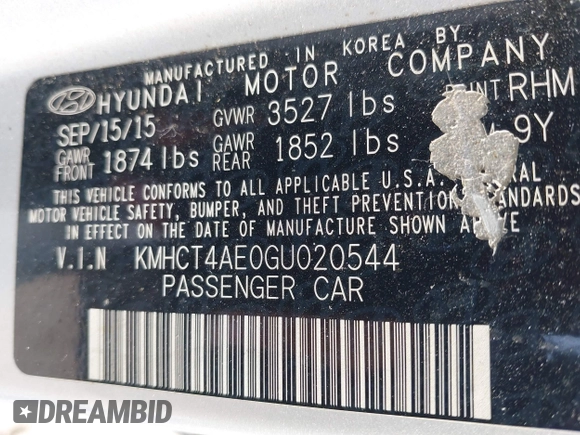 MANUFACTURED IN KOREA BY
HYUNDAI MOTOR COMPANY
SEP/15/15 GVWR 3527 lbs RHM
GAWR FRONT 1874 lbs GAWR REAR 1852 lbs 9Y
THIS VEHICLE CONFORMS TO ALL APPLICABLE U.S.A.
MOTOR VEHICLE SAFETY, BUMPER, AND THEFT PREVENTION STANDARDS
IN EFFECT ON THE DATE OF MANUFACTURE SHOWN ABOVE.
V.I.N KMHCT4AE0GU020544
PASSENGER CAR
DREAMBID